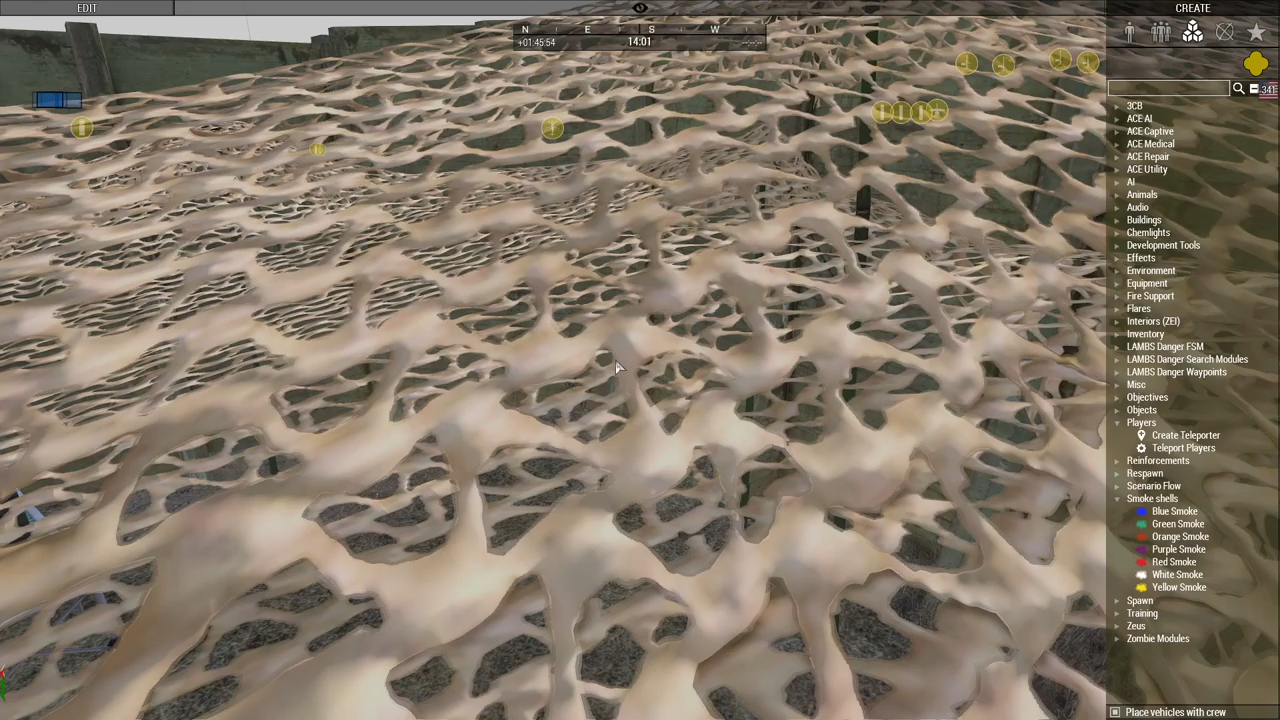 EDIT
CREATE
N E S W
+01:45:54 14:01 --:--:--
341
3CB
ACE AI
ACE Captive
ACE Medical
ACE Repair
ACE Utility
AI
Animals
Audio
Buildings
Chemlights
Development Tools
Effects
Environment
Equipment
Fire Support
Flares
Interiors (ZEI)
Inventory
LAMBS Danger FSM
LAMBS Danger Search Modules
LAMBS Danger Waypoints
Misc
Objectives
Objects
Players
Create Teleporter
Teleport Players
Reinforcements
Respawn
Scenario Flow
Smoke shells
Blue Smoke
Green Smoke
Orange Smoke
Purple Smoke
Red Smoke
White Smoke
Yellow Smoke
Spawn
Training
Zeus
Zombie Modules
Place vehicles with crew